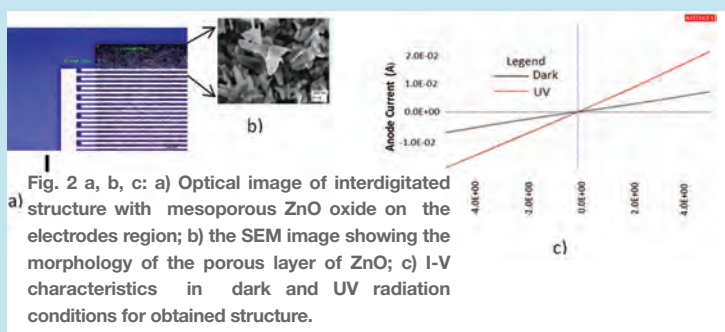 b)
a)
Fig. 2 a, b, c: a) Optical image of interdigitated
structure with mesoporous ZnO oxide on the
electrodes region; b) the SEM image showing the
morphology of the porous layer of ZnO; c) I-V
characteristics in dark and UV radiation
conditions for obtained structure.
Anode Current (A)
2.0E-02
1.0E-02
0.0E+00
-1.0E-02
Legend
Dark
UV
-4.0E+00
-2.0E+00
0.0E+00
2.0E+00
4.0E+00
c)